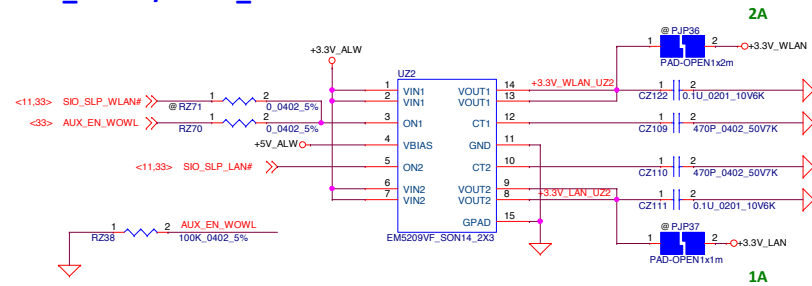 2A
@ PJP36
1 2
+3.3V_WLAN
PAD-OPEN1x2m
+3.3V_ALW
UZ2
1 VIN1 VOUT1 14 +3.3V_WLAN_UZ2
2 VIN1 VOUT1 13
CZ122 1 2 0.1U_0201_10V6K
<11,33> SIO_SLP_WLAN# 1 2
@ RZ71 0_0402_5%
<33> AUX_EN_WOWL 1 2
RZ70 0_0402_5%
3 ON1 CT1 12
1 2
CZ109 470P_0402_50V7K
+5V_ALW 4 VBIAS GND 11
<11,33> SIO_SLP_LAN# 5 ON2 CT2 10
1 2
CZ110 470P_0402_50V7K
6 VIN2 VOUT2 9
7 VIN2 VOUT2 8 +3.3V_LAN_UZ2
1 2
CZ111 0.1U_0201_10V6K
GPAD 15
EM5209VF_SON14_2X3
1 2 AUX_EN_WOWL
RZ38 100K_0402_5%
@ PJP37
1 2
+3.3V_LAN
PAD-OPEN1x1m
1A